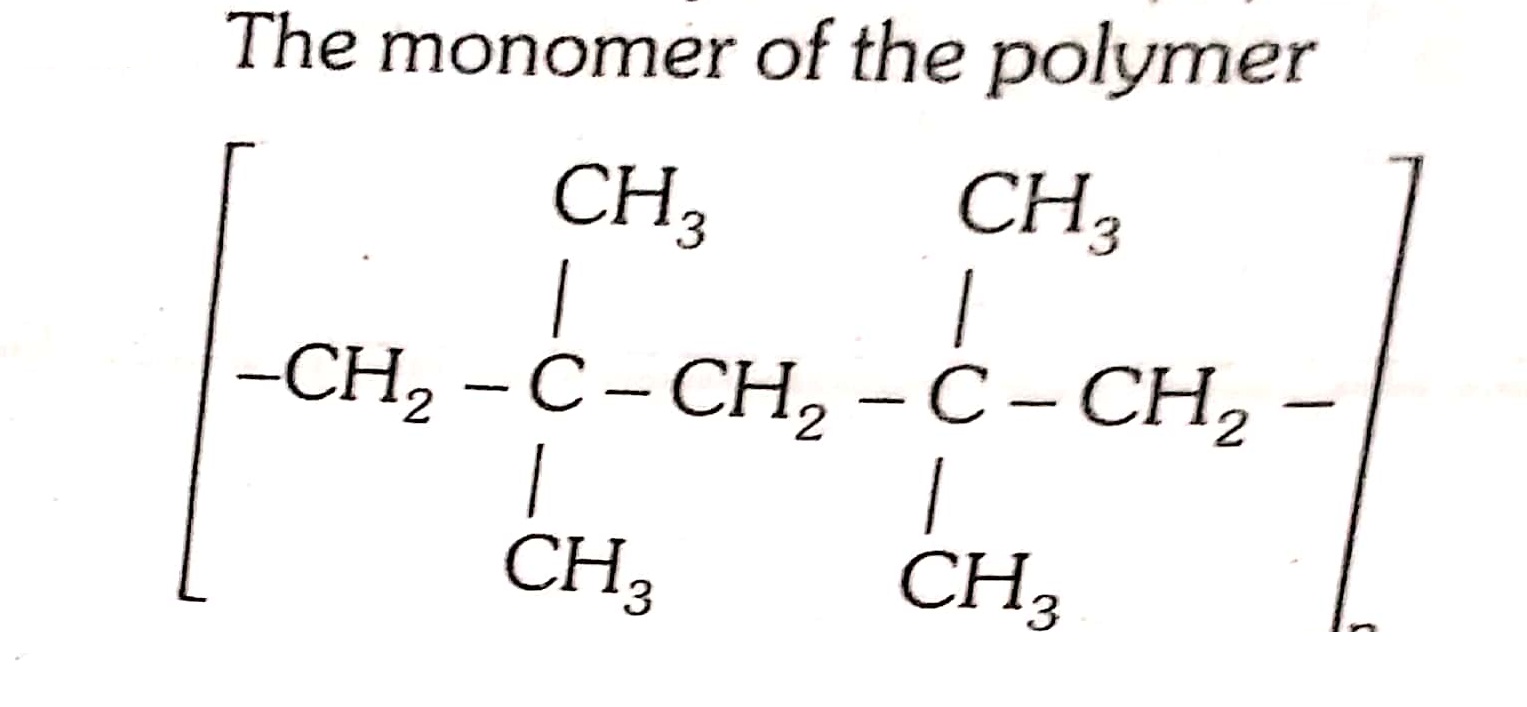 The monomer of the polymer
CH₃ CH₃
–CH₂ – C – CH₂ – C – CH₂ –
CH₃ CH₃
n